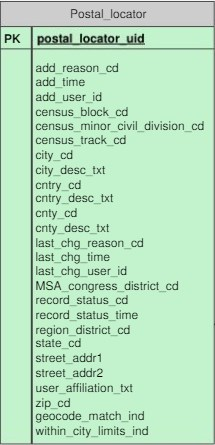 Postal_locator
PK postal_locator_uid
add_reason_cd
add_time
add_user_id
census_block_cd
census_minor_civil_division_cd
census_track_cd
city_cd
city_desc_txt
cntry_cd
cntry_desc_txt
cnty_cd
cnty_desc_txt
last_chg_reason_cd
last_chg_time
last_chg_user_id
MSA_congress_district_cd
record_status_cd
record_status_time
region_district_cd
state_cd
street_addr1
street_addr2
user_affiliation_txt
zip_cd
geocode_match_ind
within_city_limits_ind